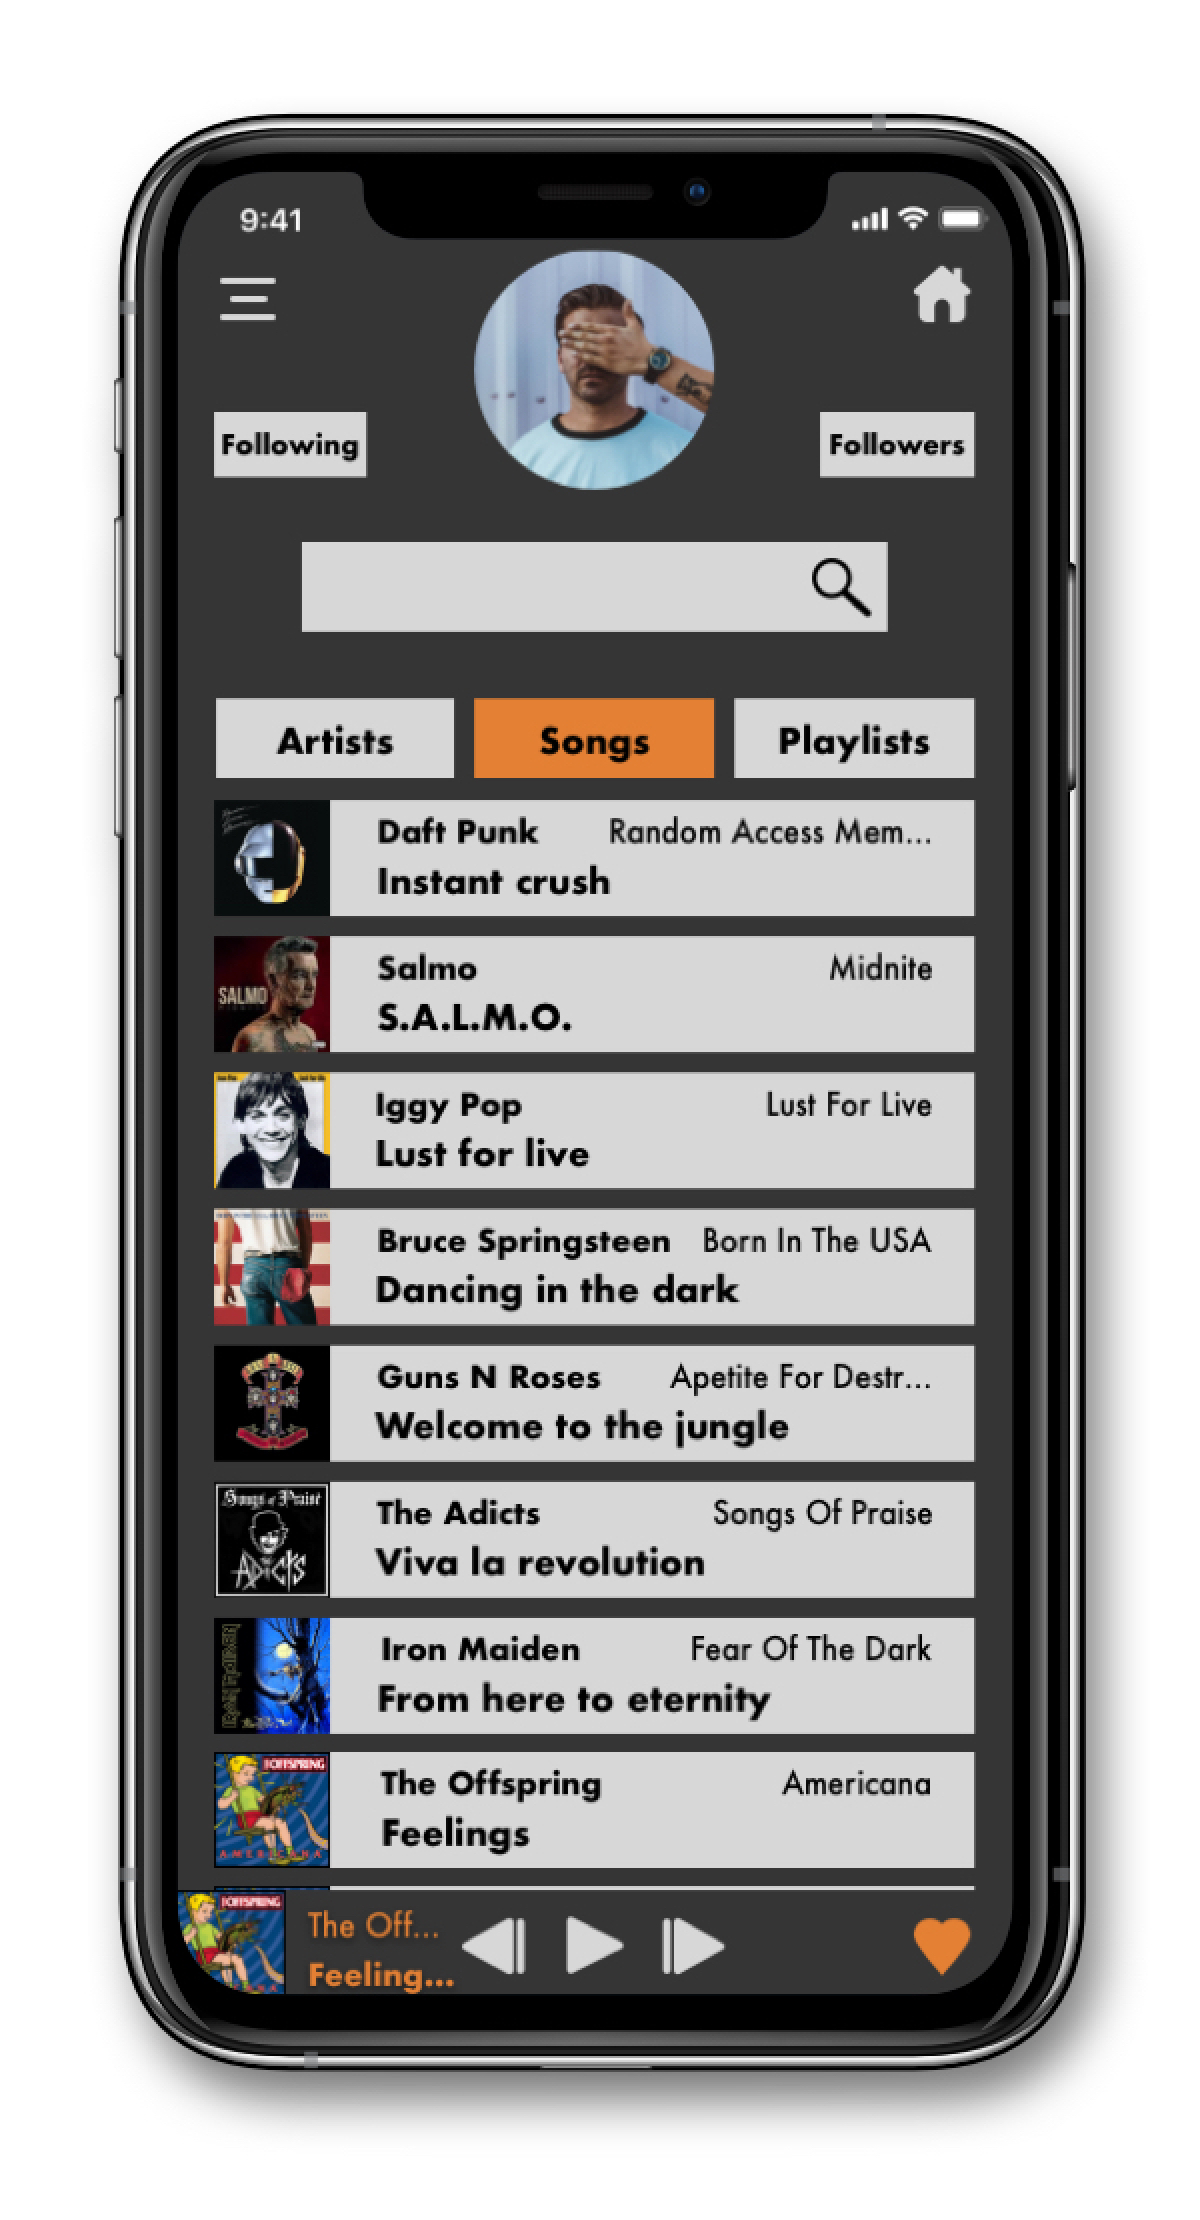 9:41
Following
Followers
Artists
Songs
Playlists
Daft Punk
Random Access Mem...
Instant crush
SALMO
Salmo
Midnite
S.A.L.M.O.
Iggy Pop
Lust For Live
Lust for live
Bruce Springsteen
Born In The USA
Dancing in the dark
Guns N Roses
Apetite For Destr...
Welcome to the jungle
Songs of Praise
ADICTS
The Adicts
Songs Of Praise
Viva la revolution
IRON MAIDEN
Iron Maiden
Fear Of The Dark
From here to eternity
OFFSPRING
AMERICANA
The Offspring
Americana
Feelings
OFFSPRING
The Off...
Feeling...